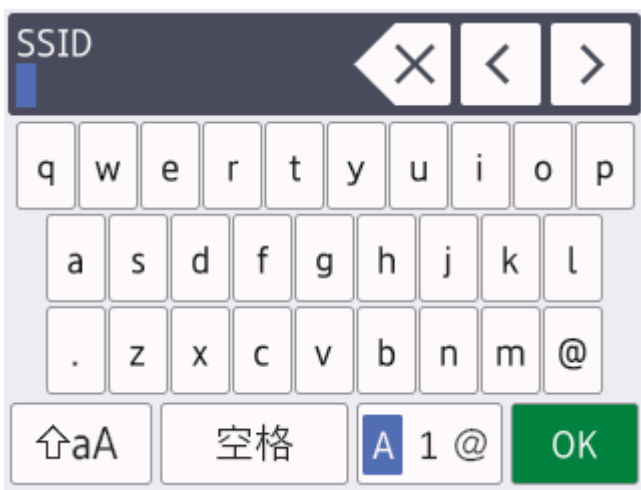 SSID
q w e r t y u i o p
a s d f g h j k l
. z x c v b n m @
aA 空格 A 1 @ OK